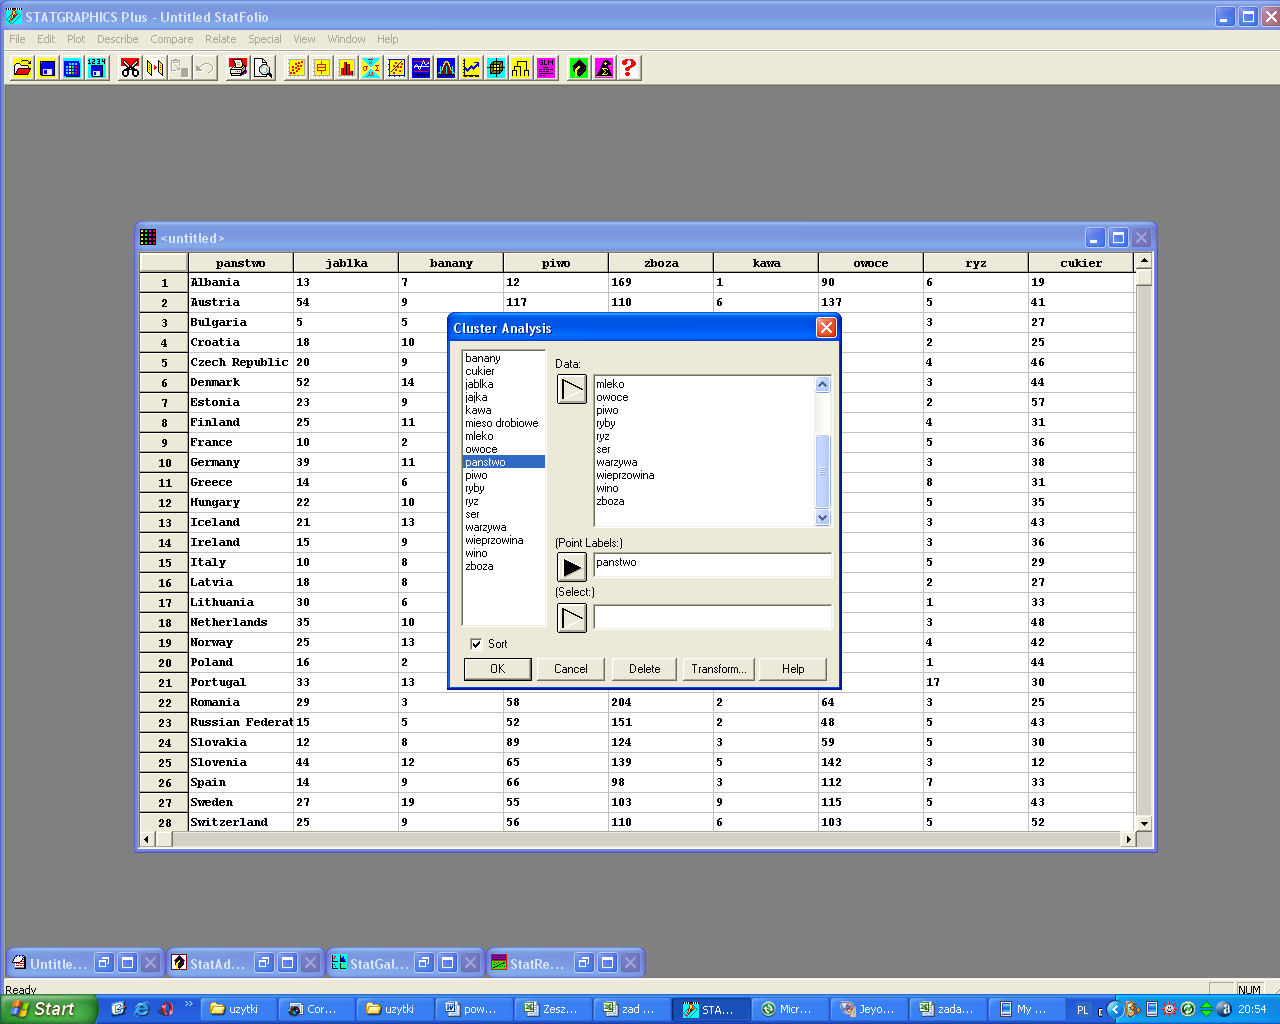 STATGRAPHICS Plus - Untitled StatFolio
File Edit Plot Describe Compare Relate Special View Window Help
<untitled>
panstwo jablka banany piwo zboza kawa owoce ryz cukier
1 Albania 13 7 12 169 1 90 6 19
2 Austria 54 9 117 110 6 137 5 41
3 Bulgaria 5 5 3 27
4 Croatia 18 10 2 25
5 Czech Republic 20 9 4 46
6 Denmark 52 14 3 44
7 Estonia 23 9 2 57
8 Finland 25 11 4 31
9 France 10 2 5 36
10 Germany 39 11 3 38
11 Greece 14 6 8 31
12 Hungary 22 10 5 35
13 Iceland 21 13 3 43
14 Ireland 15 9 3 36
15 Italy 10 8 5 29
16 Latvia 18 8 2 27
17 Lithuania 30 6 1 33
18 Netherlands 35 10 3 48
19 Norway 25 13 4 42
20 Poland 16 2 1 44
21 Portugal 33 13 17 30
22 Romania 29 3 58 204 2 64 3 25
23 Russian Federat 15 5 52 151 2 48 5 43
24 Slovakia 12 8 89 124 3 59 5 30
25 Slovenia 44 12 65 139 5 142 3 12
26 Spain 14 9 66 98 3 112 7 33
27 Sweden 27 19 55 103 9 115 5 43
28 Switzerland 25 9 56 110 6 103 5 52
Cluster Analysis
banany
cukier
jablka
jajka
kawa
mieso drobiowe
mleko
owoce
panstwo
piwo
ryby
ryz
ser
warzywa
wieprzowina
wino
zboza
Data:
mleko
owoce
piwo
ryby
ryz
ser
warzywa
wieprzowina
wino
zboza
(Point Labels:)
panstwo
(Select:)
Sort
OK Cancel Delete Transform... Help
Untitle... StatAd... StatGal... StatRe...
Ready NUM
Start uzytki Cor... uzytki pow... Zesz... zad ... STA... Micr... Jeyo... zada... My ... PL 20:54